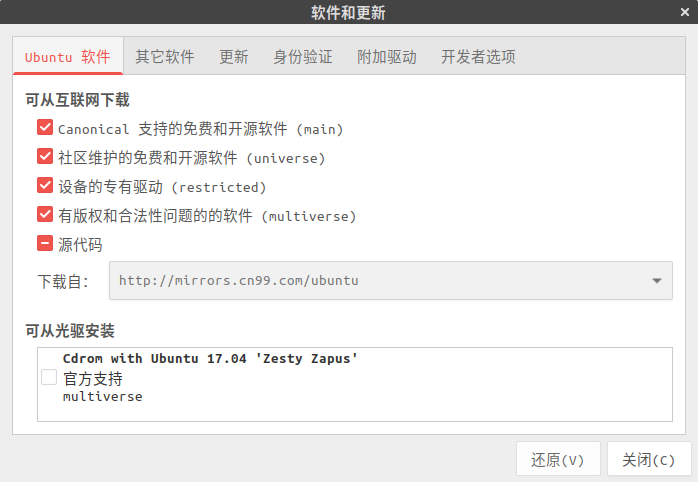 软件和更新
Ubuntu 软件 其它软件 更新 身份验证 附加驱动 开发者选项
可从互联网下载
Canonical 支持的免费和开源软件 (main)
社区维护的免费和开源软件 (universe)
设备的专有驱动 (restricted)
有版权和合法性问题的的软件 (multiverse)
源代码
下载自： http://mirrors.cn99.com/ubuntu
可从光驱安装
Cdrom with Ubuntu 17.04 'Zesty Zapus'
官方支持
multiverse
还原(V) 关闭(C)